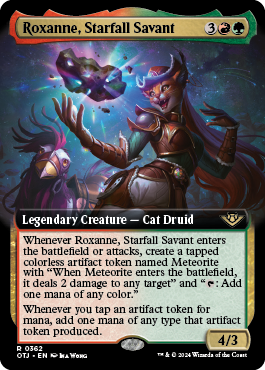 Roxanne, Starfall Savant 3
Legendary Creature — Cat Druid
Whenever Roxanne, Starfall Savant enters
the battlefield or attacks, create a tapped
colorless artifact token named Meteorite
with “When Meteorite enters the battlefield,
it deals 2 damage to any target” and “: Add
one mana of any color.”
Whenever you tap an artifact token for
mana, add one mana of any type that artifact
token produced.
4/3
R 0362
OTJ • EN Ina Wong
™ & © 2024 Wizards of the Coast